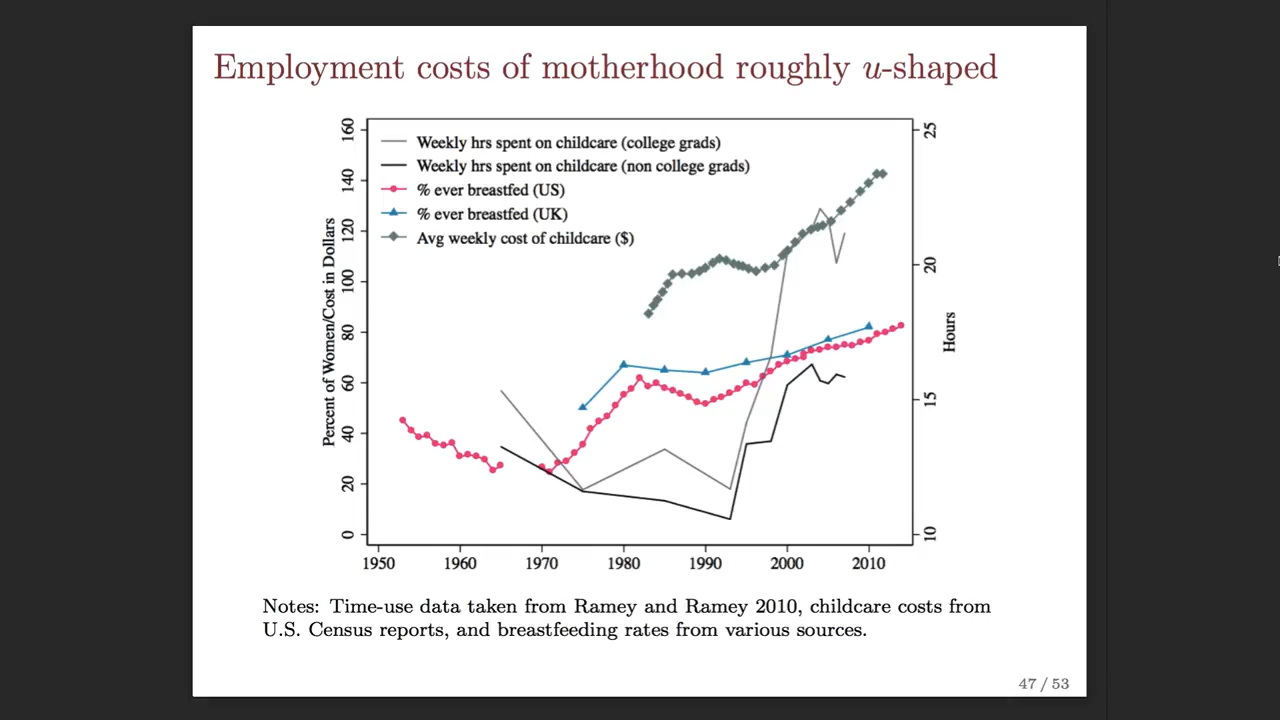 Employment costs of motherhood roughly u-shaped
Weekly hrs spent on childcare (college grads)
Weekly hrs spent on childcare (non college grads)
% ever breastfed (US)
% ever breastfed (UK)
Avg weekly cost of childcare ($)
Percent of Women/Cost in Dollars
160
140
120
100
80
60
40
20
0
25
20
15
10
Hours
1950 1960 1970 1980 1990 2000 2010
Notes: Time-use data taken from Ramey and Ramey 2010, childcare costs from
U.S. Census reports, and breastfeeding rates from various sources.
47 / 53